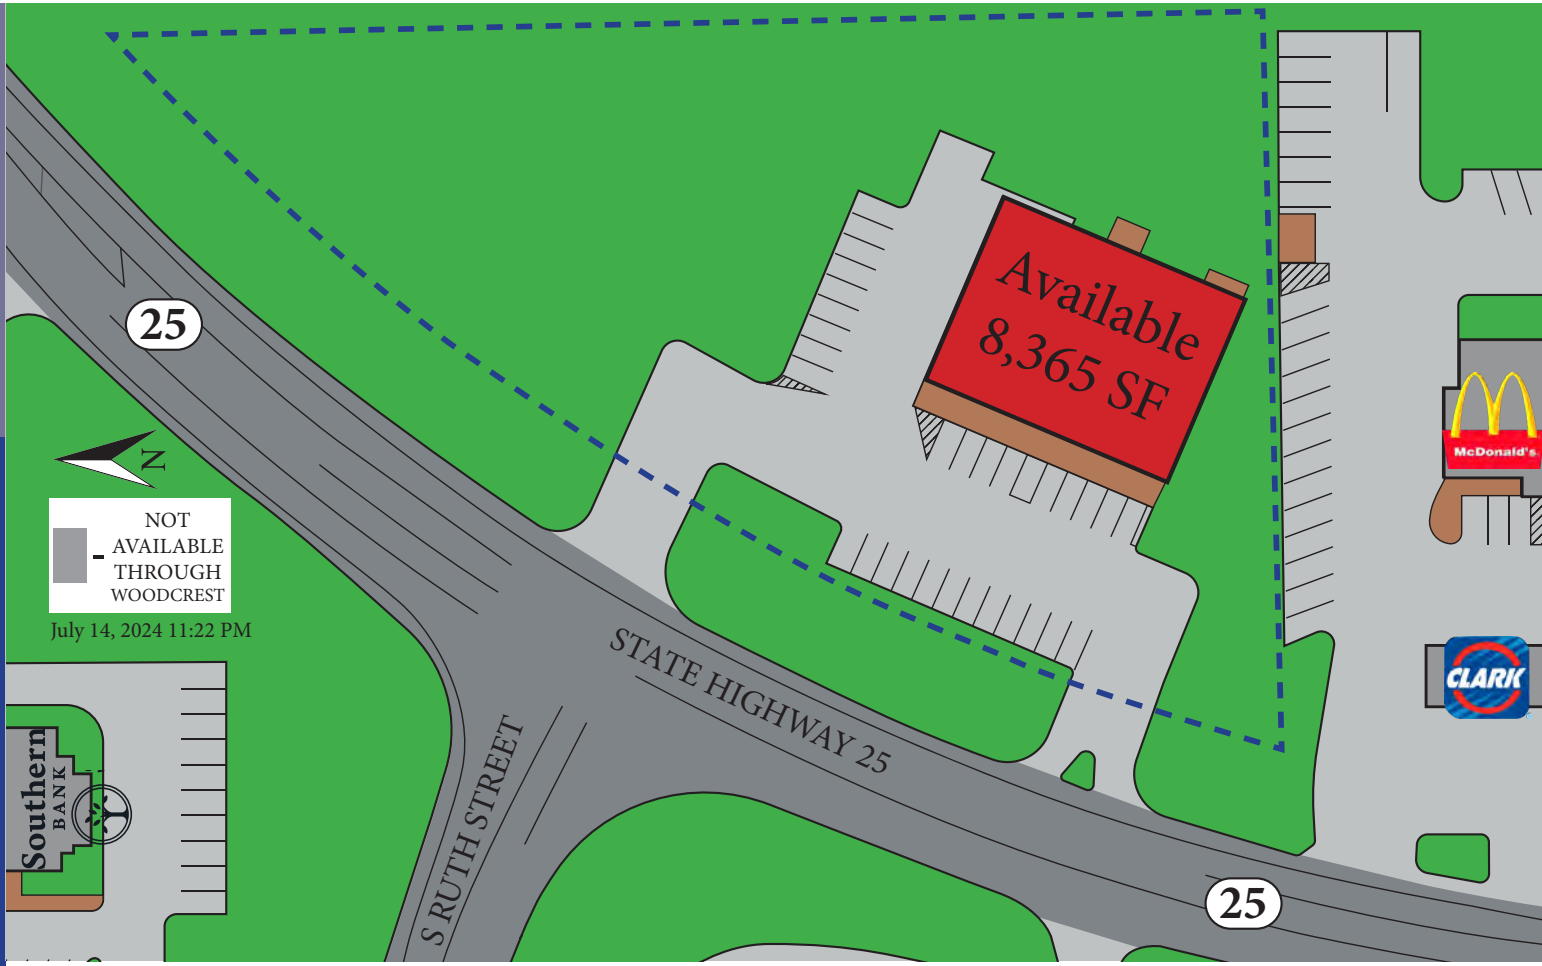 Available
8,365 SF
25
McDonald's
N
NOT
AVAILABLE
THROUGH
WOODCREST
July 14, 2024 11:22 PM
STATE HIGHWAY 25
CLARK
S RUTH STREET
Southern
BANK
25